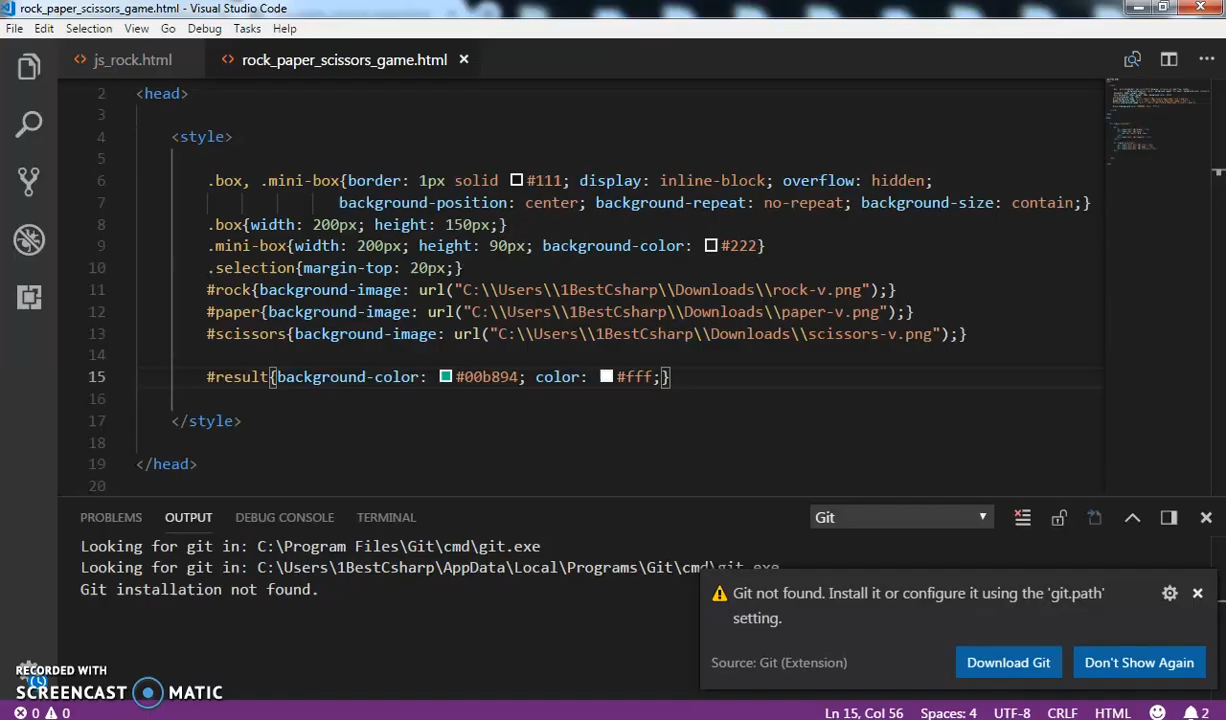 rock_paper_scissors_game.html - Visual Studio Code
File Edit Selection View Go Debug Tasks Help
js_rock.html rock_paper_scissors_game.html
2 <head>
3
4 <style>
5
6 .box, .mini-box{border: 1px solid #111; display: inline-block; overflow: hidden;
7 background-position: center; background-repeat: no-repeat; background-size: contain;}
8 .box{width: 200px; height: 150px;}
9 .mini-box{width: 200px; height: 90px; background-color: #222}
10 .selection{margin-top: 20px;}
11 #rock{background-image: url("C:\\Users\\1BestCsharp\\Downloads\\rock-v.png");}
12 #paper{background-image: url("C:\\Users\\1BestCsharp\\Downloads\\paper-v.png");}
13 #scissors{background-image: url("C:\\Users\\1BestCsharp\\Downloads\\scissors-v.png");}
14
15 #result{background-color: #00b894; color: #fff;}
16
17 </style>
18
19 </head>
20
PROBLEMS OUTPUT DEBUG CONSOLE TERMINAL Git
Looking for git in: C:\Program Files\Git\cmd\git.exe
Looking for git in: C:\Users\1BestCsharp\AppData\Local\Programs\Git\cmd\git.exe
Git installation not found.
Git not found. Install it or configure it using the 'git.path'
setting.
Source: Git (Extension) Download Git Don't Show Again
RECORDED WITH
SCREENCAST MATIC
0 0 Ln 15, Col 56 Spaces: 4 UTF-8 CRLF HTML 2